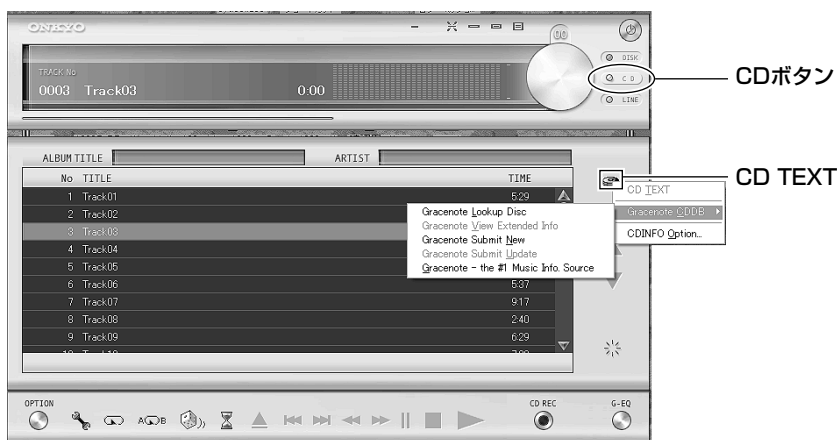 ONKYO
00
DISK
TRACK No
0003 Track03 0:00
CD
CDボタン
LINE
ALBUM TITLE ARTIST
CD TEXT
No TITLE TIME
1 Track01 5:29
2 Track02
3 Track03
4 Track04
5 Track05
6 Track06 5:37
7 Track07 9:17
8 Track08 2:40
9 Track09 6:29
CD TEXT
Gracenote CDDB
CDINFO Option...
Gracenote Lookup Disc
Gracenote View Extended Info
Gracenote Submit New
Gracenote Submit Update
Gracenote - the #1 Music Info. Source
OPTION
A B
CD REC
G-EQ